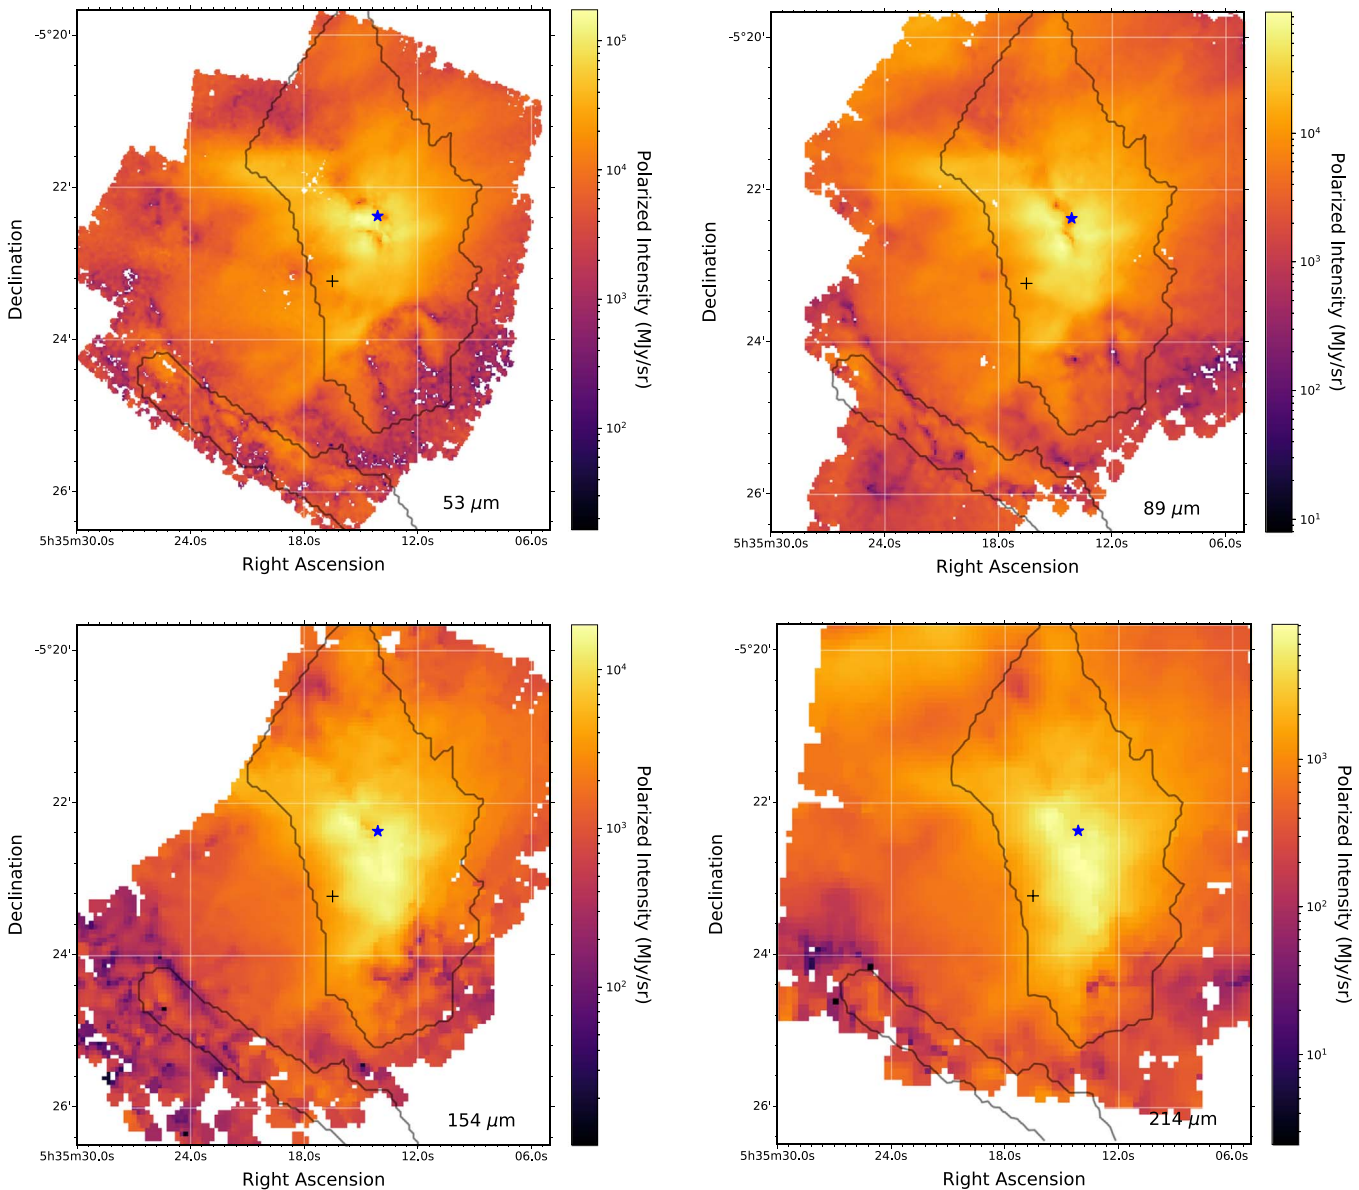 -5°20'
22'
24'
26'
Declination
5h35m30.0s 24.0s 18.0s 12.0s 06.0s
Right Ascension
53 μm
10⁵
10⁴
10³
10²
Polarized Intensity (MJy/sr)
-5°20'
22'
24'
26'
Declination
5h35m30.0s 24.0s 18.0s 12.0s 06.0s
Right Ascension
89 μm
10⁴
10³
10²
10¹
Polarized Intensity (MJy/sr)
-5°20'
22'
24'
26'
Declination
5h35m30.0s 24.0s 18.0s 12.0s 06.0s
Right Ascension
154 μm
10⁴
10³
10²
Polarized Intensity (MJy/sr)
-5°20'
22'
24'
26'
Declination
5h35m30.0s 24.0s 18.0s 12.0s 06.0s
Right Ascension
214 μm
10³
10²
10¹
Polarized Intensity (MJy/sr)